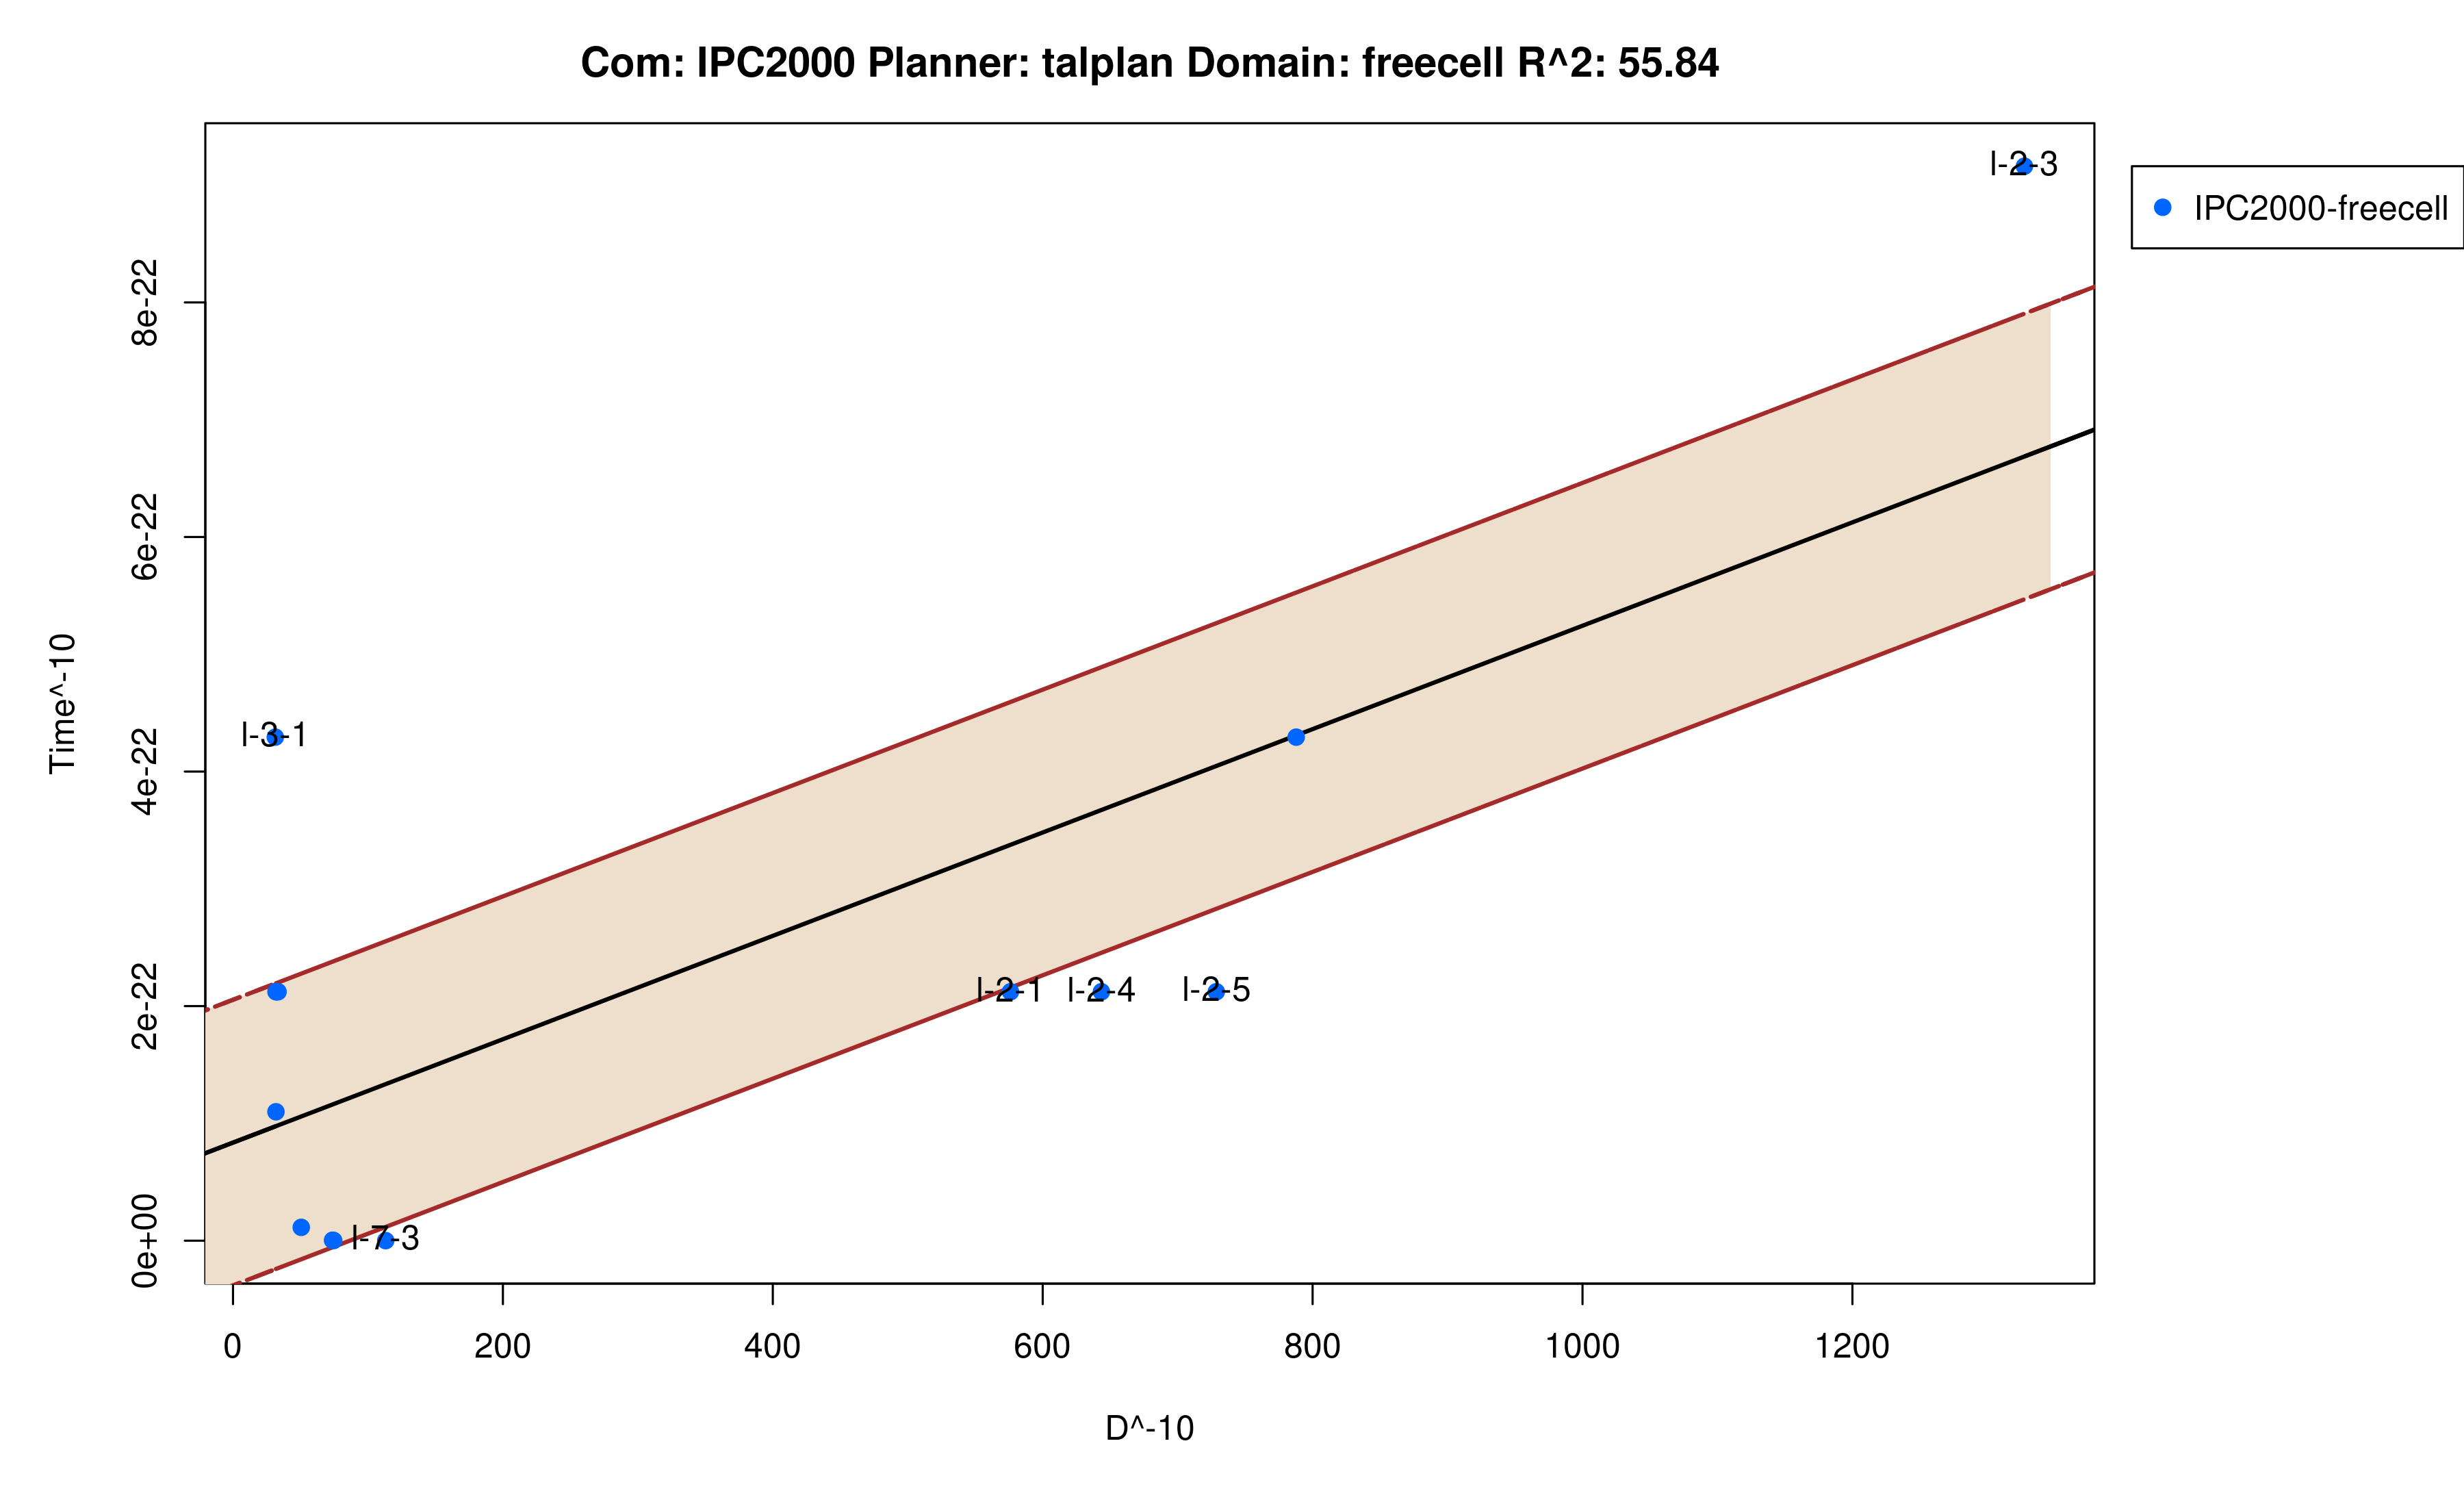 Com: IPC2000 Planner: talplan Domain: freecell R^2: 55.84
l-2-3
IPC2000-freecell
8e-22
6e-22
Time^-10
l-3-1
4e-22
2e-22
l-2-1
l-2-4
l-2-5
0e+00
l-7-3
0
200
400
600
800
1000
1200
D^-10